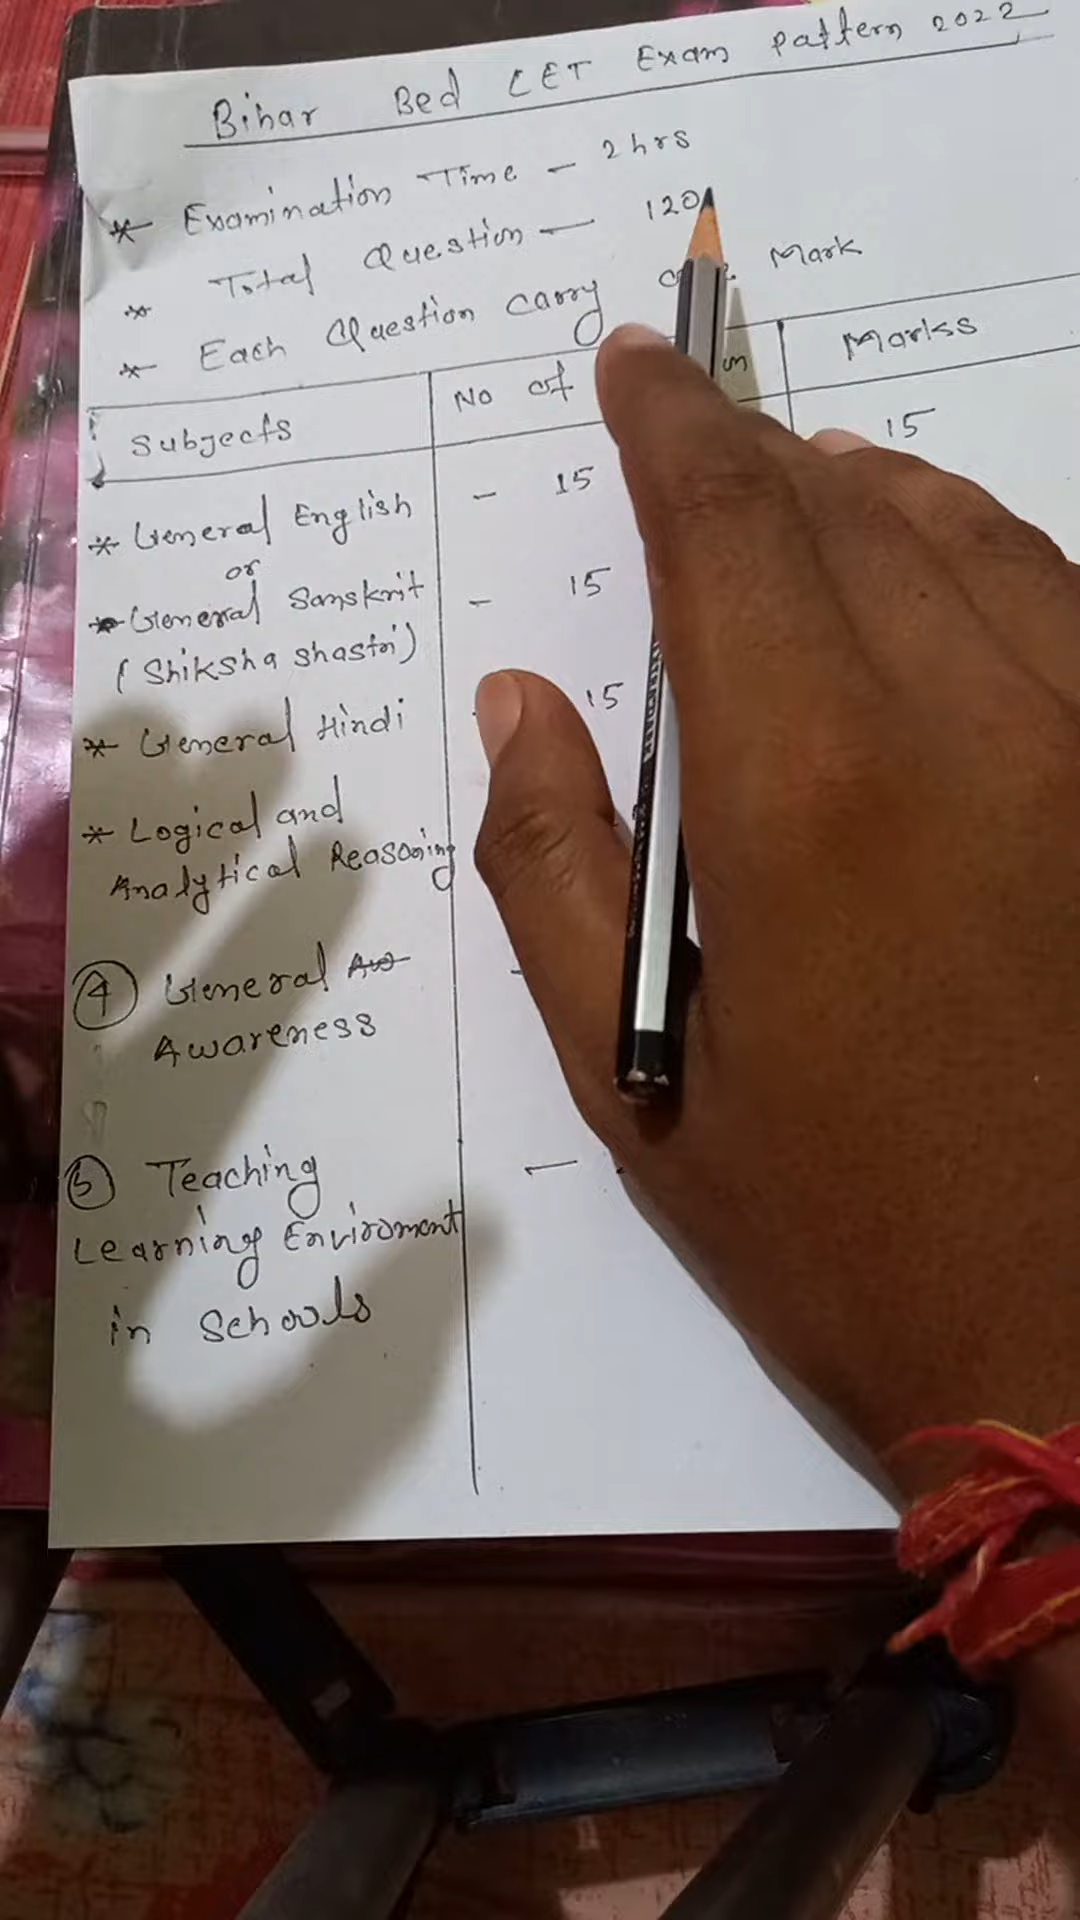 Bihar Bed CET Exam Pattern 2022
* Examination Time - 2 hrs
* Total Question - 120
* Each Question carry Mark
Subjects No of Marks
* General English - 15 15
or
* General Sanskrit - 15
(Shiksha shastri)
* General Hindi 15
* Logical and
Analytical Reasoning
④ General Aw
Awareness
⑤ Teaching -
Learning Enviroment
in Schools